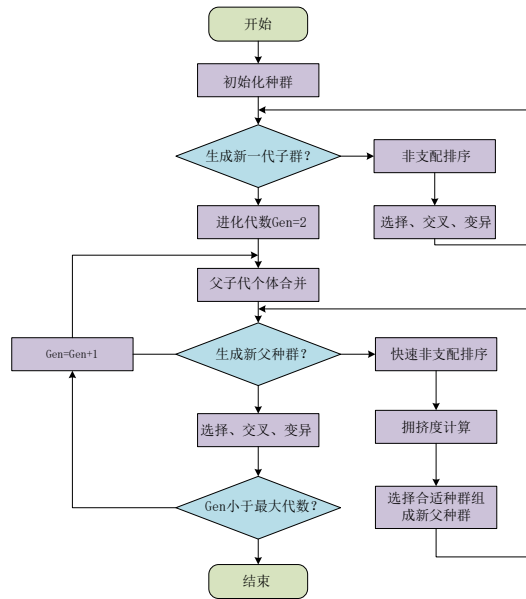 开始
初始化种群
生成新一代子群？
非支配排序
进化代数Gen=2
选择、交叉、变异
父子代个体合并
Gen=Gen+1
生成新父种群？
快速非支配排序
选择、交叉、变异
拥挤度计算
Gen小于最大代数？
选择合适种群组
成新父种群
结束